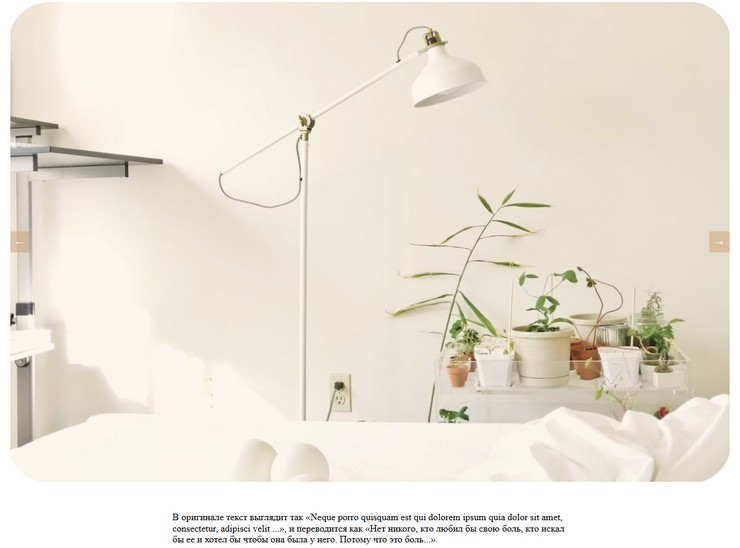 ← →
В оригинале текст выглядит так «Neque porro quisquam est qui dolorem ipsum quia dolor sit amet,
consectetur, adipisci velit ...», и переводится как «Нет никого, кто любил бы свою боль, кто искал
бы ее и хотел бы чтобы она была у него. Потому что это боль...».